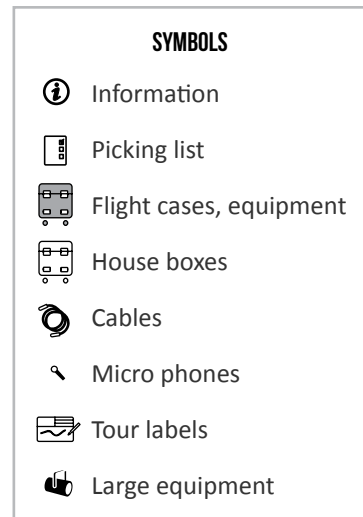 SYMBOLS
Information
Picking list
Flight cases, equipment
House boxes
Cables
Micro phones
Tour labels
Large equipment